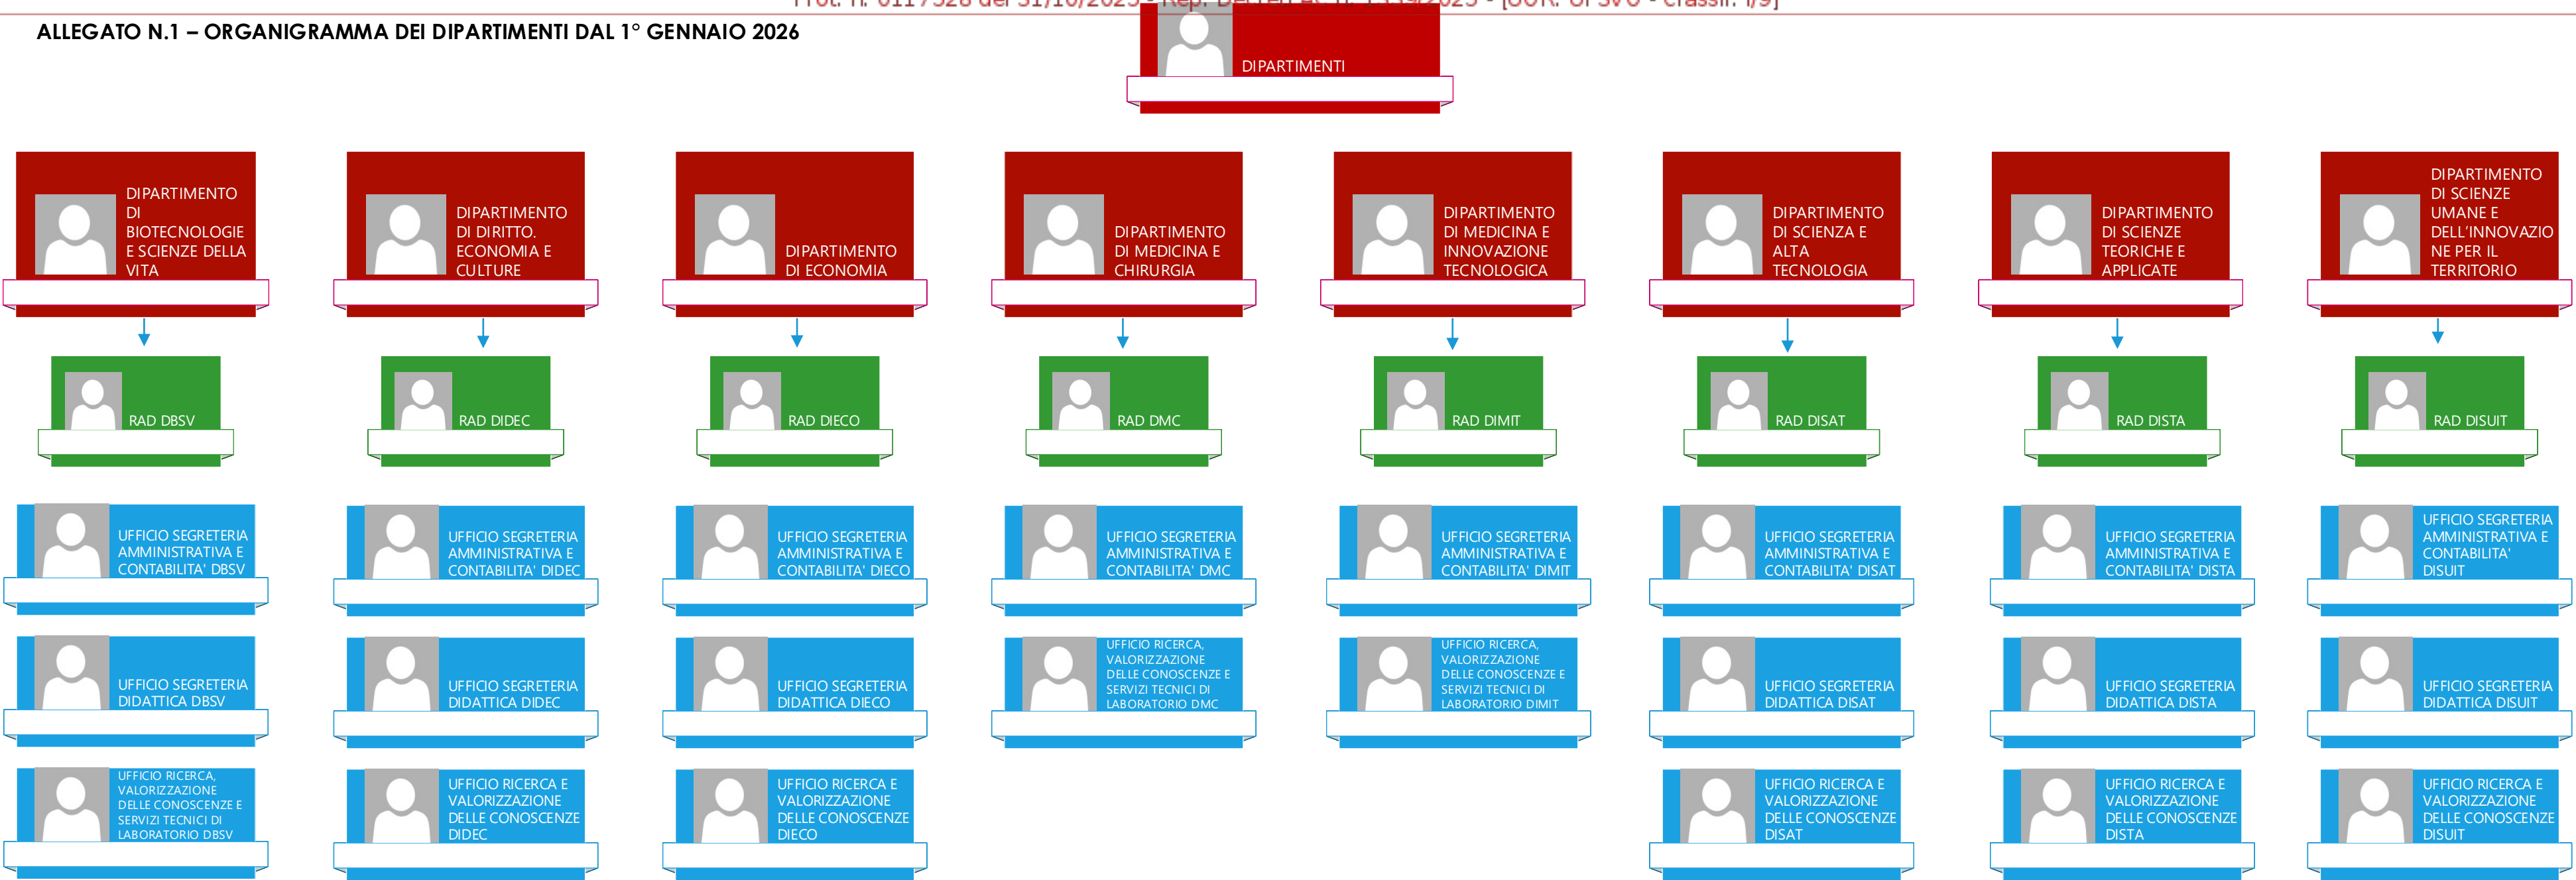 ALLEGATO N.1 – ORGANIGRAMMA DEI DIPARTIMENTI DAL 1° GENNAIO 2026
DIPARTIMENTI
DIPARTIMENTO
DI
BIOTECNOLOGIE
E SCIENZE DELLA
VITA
DIPARTIMENTO
DI DIRITTO.
ECONOMIA E
CULTURE
DIPARTIMENTO
DI ECONOMIA
DIPARTIMENTO
DI MEDICINA E
CHIRURGIA
DIPARTIMENTO
DI MEDICINA E
INNOVAZIONE
TECNOLOGICA
DIPARTIMENTO
DI SCIENZA E
ALTA
TECNOLOGIA
DIPARTIMENTO
DI SCIENZE
TEORICHE E
APPLICATE
DIPARTIMENTO
DI SCIENZE
UMANE E
DELL'INNOVAZIO
NE PER IL
TERRITORIO
RAD DBSV
RAD DIDEC
RAD DIECO
RAD DMC
RAD DIMIT
RAD DISAT
RAD DISTA
RAD DISUIT
UFFICIO SEGRETERIA
AMMINISTRATIVA E
CONTABILITA' DBSV
UFFICIO SEGRETERIA
AMMINISTRATIVA E
CONTABILITA' DIDEC
UFFICIO SEGRETERIA
AMMINISTRATIVA E
CONTABILITA' DIECO
UFFICIO SEGRETERIA
AMMINISTRATIVA E
CONTABILITA' DMC
UFFICIO SEGRETERIA
AMMINISTRATIVA E
CONTABILITA' DIMIT
UFFICIO SEGRETERIA
AMMINISTRATIVA E
CONTABILITA' DISAT
UFFICIO SEGRETERIA
AMMINISTRATIVA E
CONTABILITA' DISTA
UFFICIO SEGRETERIA
AMMINISTRATIVA E
CONTABILITA'
DISUIT
UFFICIO SEGRETERIA
DIDATTICA DBSV
UFFICIO SEGRETERIA
DIDATTICA DIDEC
UFFICIO SEGRETERIA
DIDATTICA DIECO
UFFICIO RICERCA,
VALORIZZAZIONE
DELLE CONOSCENZE E
SERVIZI TECNICI DI
LABORATORIO DMC
UFFICIO RICERCA,
VALORIZZAZIONE
DELLE CONOSCENZE E
SERVIZI TECNICI DI
LABORATORIO DIMIT
UFFICIO SEGRETERIA
DIDATTICA DISAT
UFFICIO SEGRETERIA
DIDATTICA DISTA
UFFICIO SEGRETERIA
DIDATTICA DISUIT
UFFICIO RICERCA,
VALORIZZAZIONE
DELLE CONOSCENZE E
SERVIZI TECNICI DI
LABORATORIO DBSV
UFFICIO RICERCA E
VALORIZZAZIONE
DELLE CONOSCENZE
DIDEC
UFFICIO RICERCA E
VALORIZZAZIONE
DELLE CONOSCENZE
DIECO
UFFICIO RICERCA E
VALORIZZAZIONE
DELLE CONOSCENZE
DISAT
UFFICIO RICERCA E
VALORIZZAZIONE
DELLE CONOSCENZE
DISTA
UFFICIO RICERCA E
VALORIZZAZIONE
DELLE CONOSCENZE
DISUIT